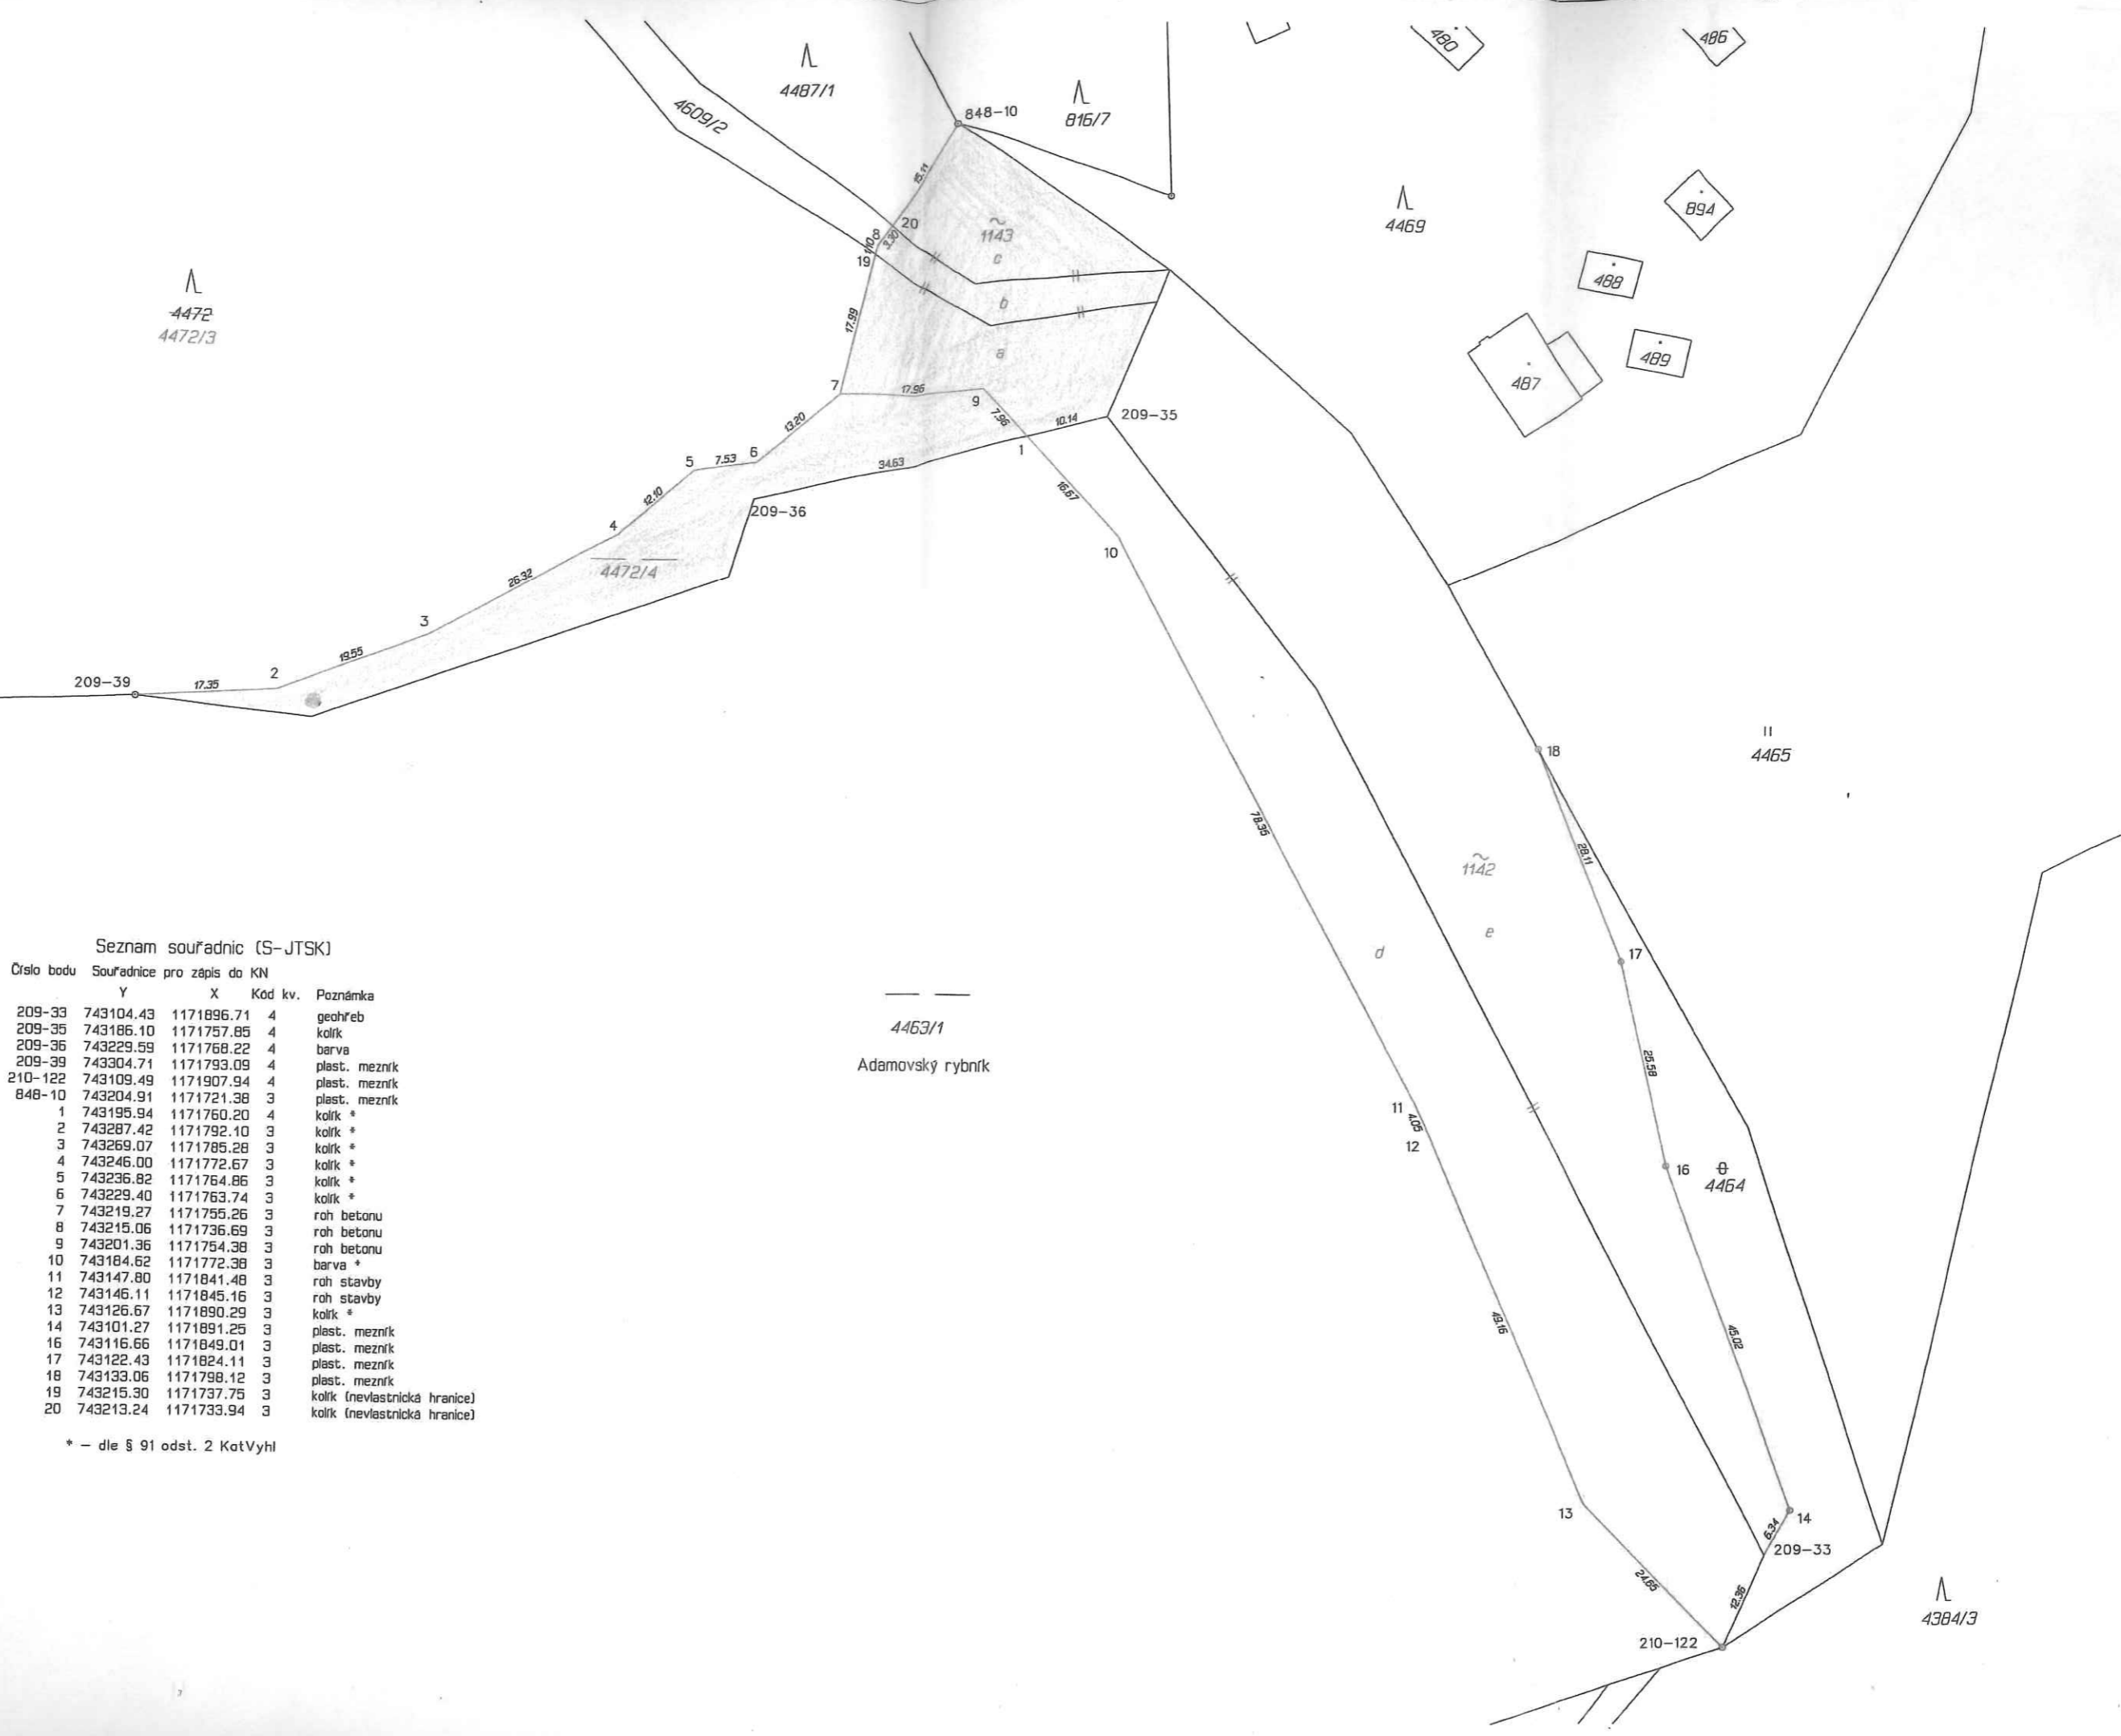 480
486
4487/1
4609/2
848-10
816/7
15.11
894
4469
20
1143
c
8
3.30
1.10
19
488
b
4472
4472/3
17.99
a
489
487
7
17.96
9
7.96
10.14
209-35
13.20
1
5
7.53
6
34.63
12.10
16.67
209-36
4
10
4472/4
26.32
3
19.55
2
209-39
17.35
18
4465
78.35
28.11
1142
e
17
d
Seznam souřadnic (S-JTSK)
Číslo bodu Souřadnice pro zápis do KN
Y X Kód kv. Poznámka
209-33 743104.43 1171896.71 4 geohřeb
209-35 743186.10 1171757.85 4 kolík
209-36 743229.59 1171768.22 4 barva
209-39 743304.71 1171793.09 4 plast. mezník
210-122 743109.49 1171907.94 4 plast. mezník
848-10 743204.91 1171721.38 3 plast. mezník
1 743195.94 1171760.20 4 kolík *
2 743287.42 1171792.10 3 kolík *
3 743269.07 1171785.28 3 kolík *
4 743246.00 1171772.67 3 kolík *
5 743236.82 1171764.86 3 kolík *
6 743229.40 1171763.74 3 kolík *
7 743219.27 1171755.26 3 roh betonu
8 743215.06 1171736.69 3 roh betonu
9 743201.36 1171754.38 3 roh betonu
10 743184.62 1171772.38 3 barva *
11 743147.80 1171841.48 3 roh stavby
12 743146.11 1171845.16 3 roh stavby
13 743126.67 1171890.29 3 kolík *
14 743101.27 1171891.25 3 plast. mezník
16 743116.66 1171849.01 3 plast. mezník
17 743122.43 1171824.11 3 plast. mezník
18 743133.06 1171798.12 3 plast. mezník
19 743215.30 1171737.75 3 kolík (nevlastnická hranice)
20 743213.24 1171733.94 3 kolík (nevlastnická hranice)
* – dle § 91 odst. 2 KatVyhl
4463/1
Adamovský rybník
25.58
11
4.05
12
16
4464
49.16
45.02
13
14
6.34
209-33
24.65
12.36
4384/3
210-122